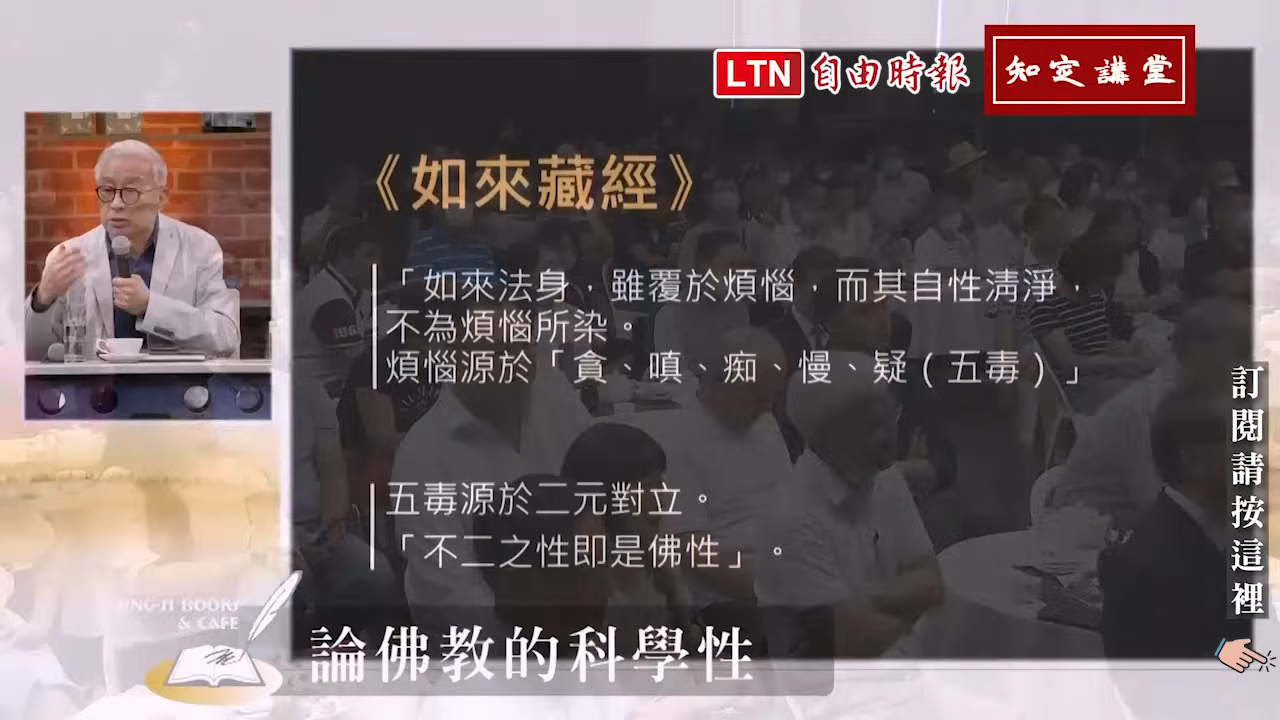 LTN 自由時報
知定講堂
《如來藏經》
「如來法身，雖覆於煩惱，而其自性清淨，
不為煩惱所染。
煩惱源於「貪、嗔、痴、慢、疑（五毒）」
五毒源於二元對立。
「不二之性即是佛性」。
訂閱請按這裡
& CAFE
論佛教的科學性